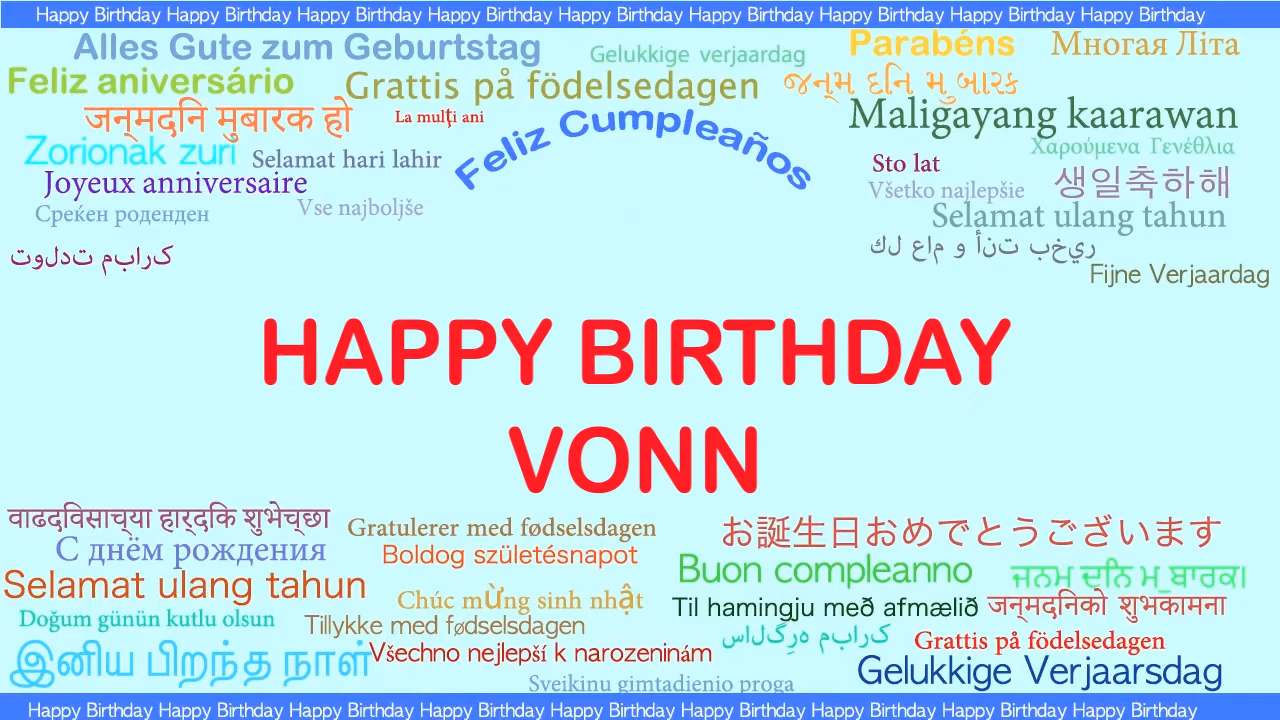 Happy Birthday Happy Birthday Happy Birthday Happy Birthday Happy Birthday Happy Birthday Happy Birthday Happy Birthday Happy Birthday
Alles Gute zum Geburtstag
Gelukkige verjaardag
Parabéns
Многая Літа
Feliz aniversário
Grattis på födelsedagen
જન્મ દિન મુબારક
जन्मदिन मुबारक हो
La mulţi ani
Feliz Cumpleaños
Maligayang kaarawan
Zorionak zuri
Selamat hari lahir
Sto lat
Χαρούμενα Γενέθλια
Joyeux anniversaire
Všetko najlepšie
생일축하해
Среќен роденден
Vse najboljše
Selamat ulang tahun
تولدت مبارک
كل عام و أنت بخير
Fijne Verjaardag
HAPPY BIRTHDAY
VONN
वाढदिवसाच्या हार्दिक शुभेच्छा
Gratulerer med fødselsdagen
お誕生日おめでとうございます
С днём рождения
Boldog születésnapot
Buon compleanno
ਜਨਮ ਦਿਨ ਮੁਬਾਰਕ।
Selamat ulang tahun
Chúc mừng sinh nhật
Til hamingju með afmælið
जन्मदिनको शुभकामना
Doğum günün kutlu olsun
Tillykke med fødselsdagen
سالگرہ مبارک
Grattis på födelsedagen
இனிய பிறந்த நாள்
Všechno nejlepší k narozeninám
Gelukkige Verjaarsdag
Sveikinu gimtadienio proga
Happy Birthday Happy Birthday Happy Birthday Happy Birthday Happy Birthday Happy Birthday Happy Birthday Happy Birthday Happy Birthday